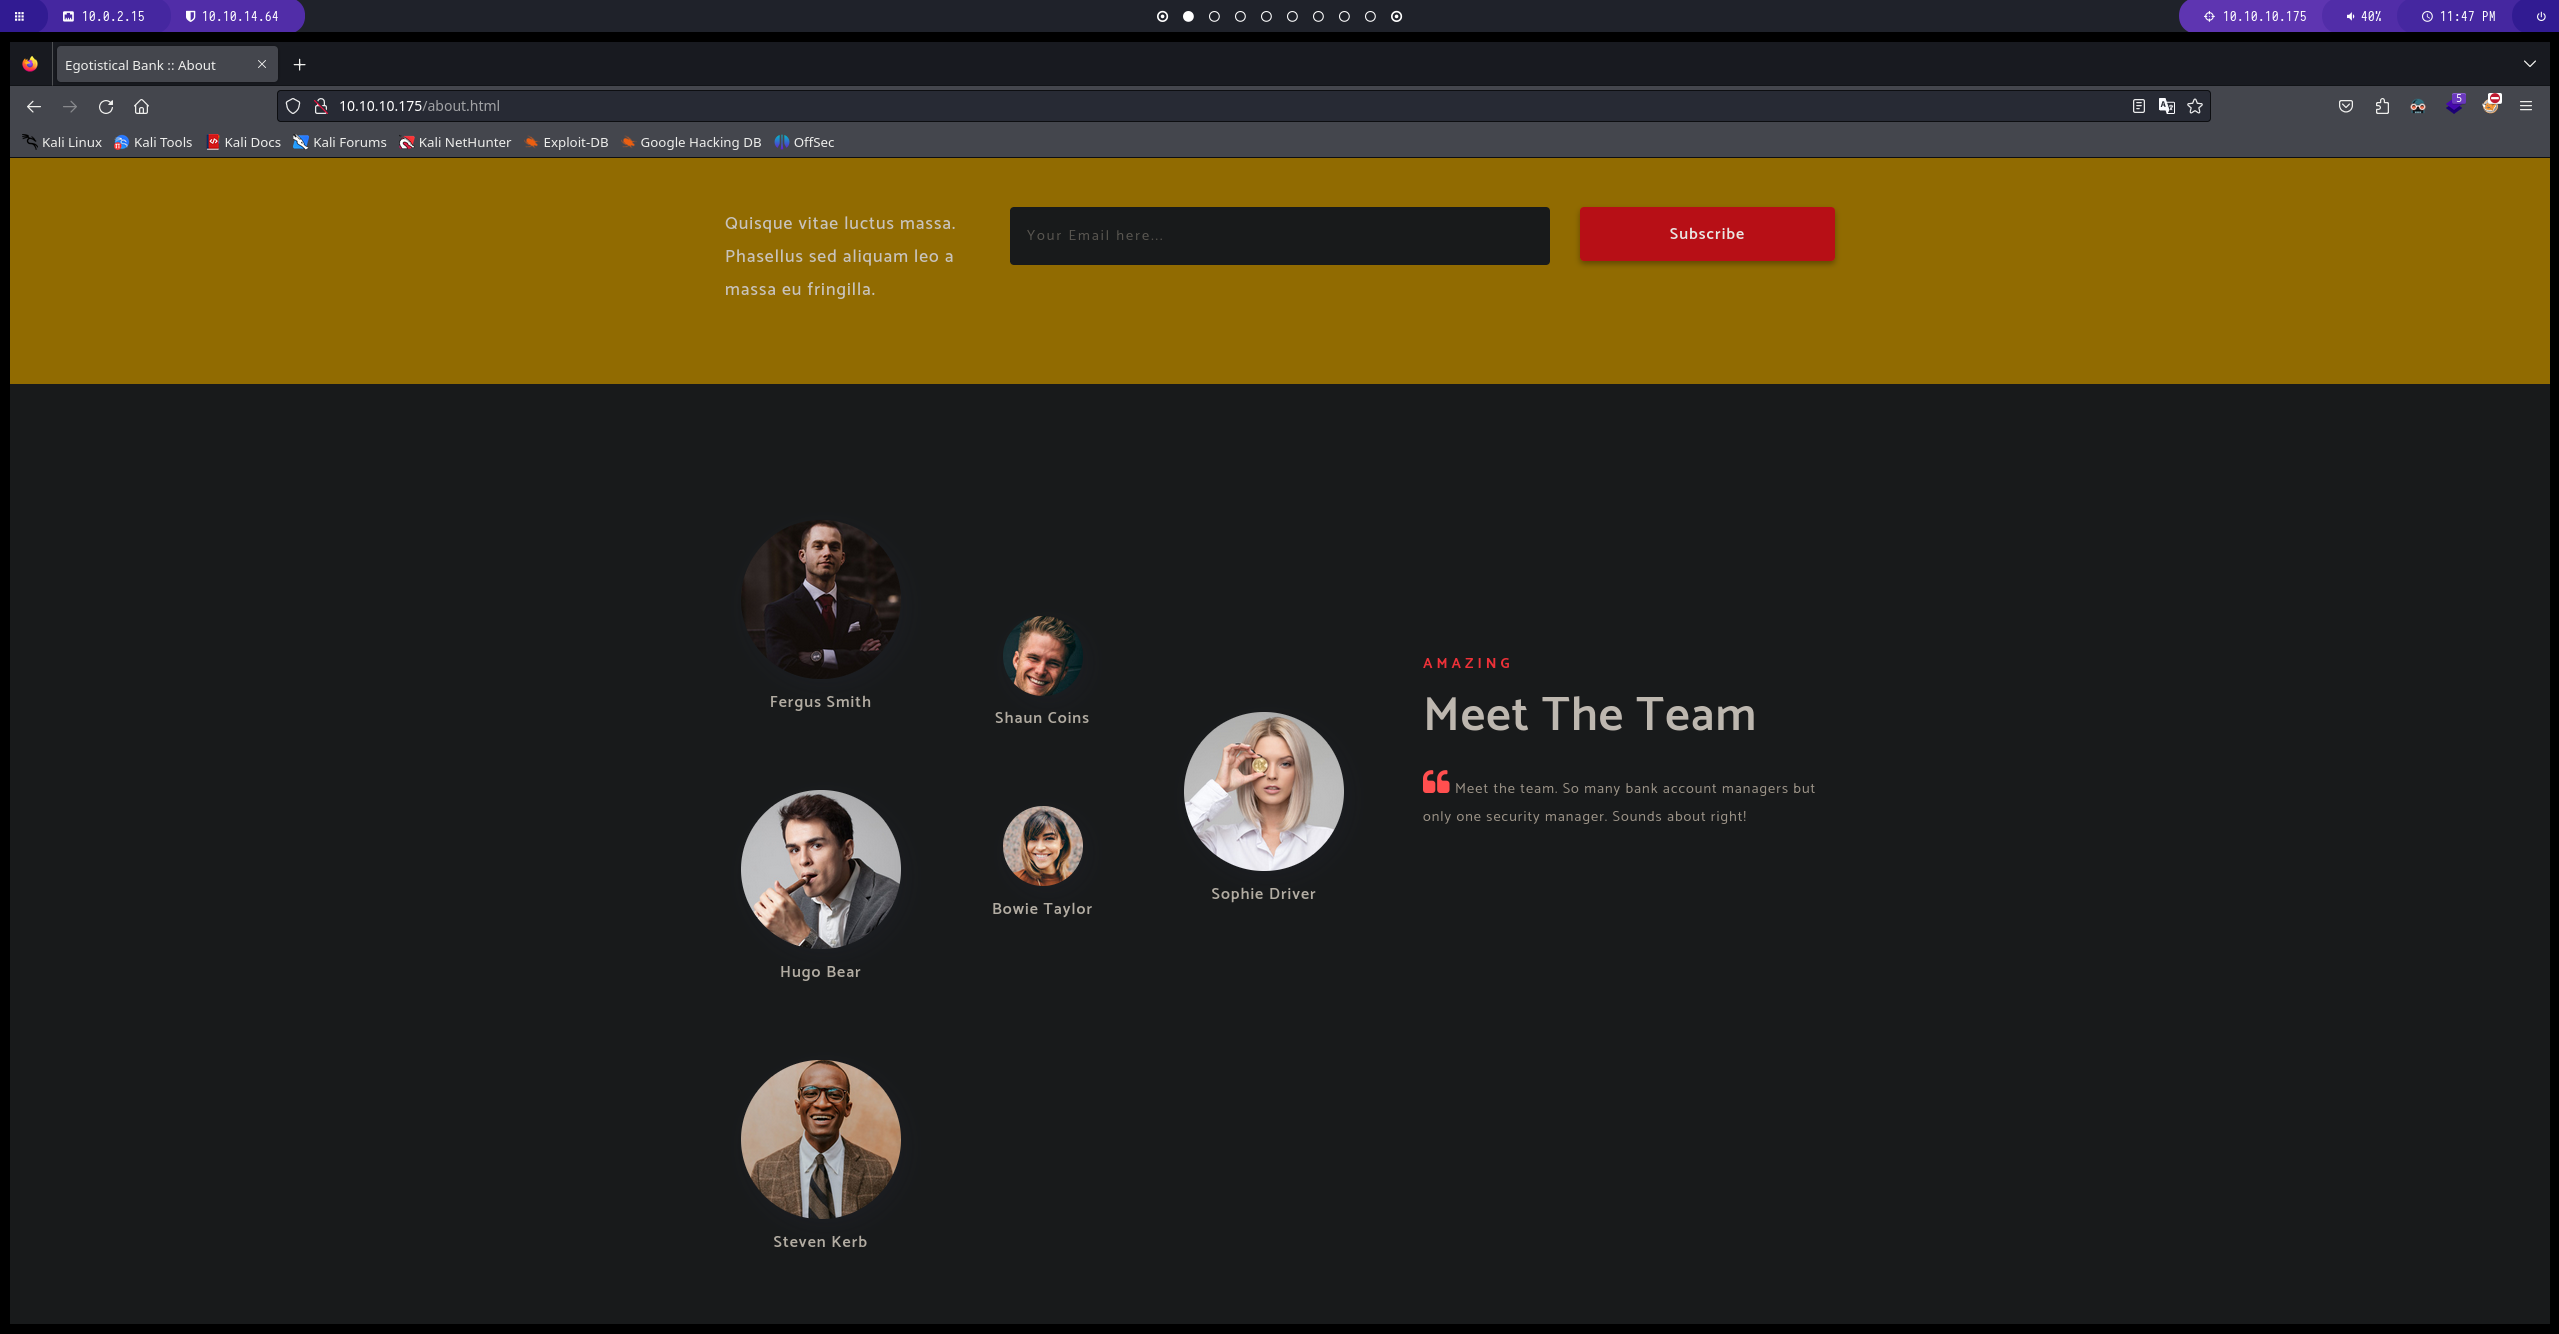 10.0.2.15
10.10.14.64
10.10.10.175
40%
11:47 PM
Egotistical Bank :: About
10.10.10.175/about.html
5
Kali Linux
Kali Tools
Kali Docs
Kali Forums
Kali NetHunter
Exploit-DB
Google Hacking DB
OffSec
Quisque vitae luctus massa.
Phasellus sed aliquam leo a
massa eu fringilla.
Your Email here...
Subscribe
Fergus Smith
Shaun Coins
Hugo Bear
Bowie Taylor
Sophie Driver
Steven Kerb
AMAZING
Meet The Team
Meet the team. So many bank account managers but
only one security manager. Sounds about right!